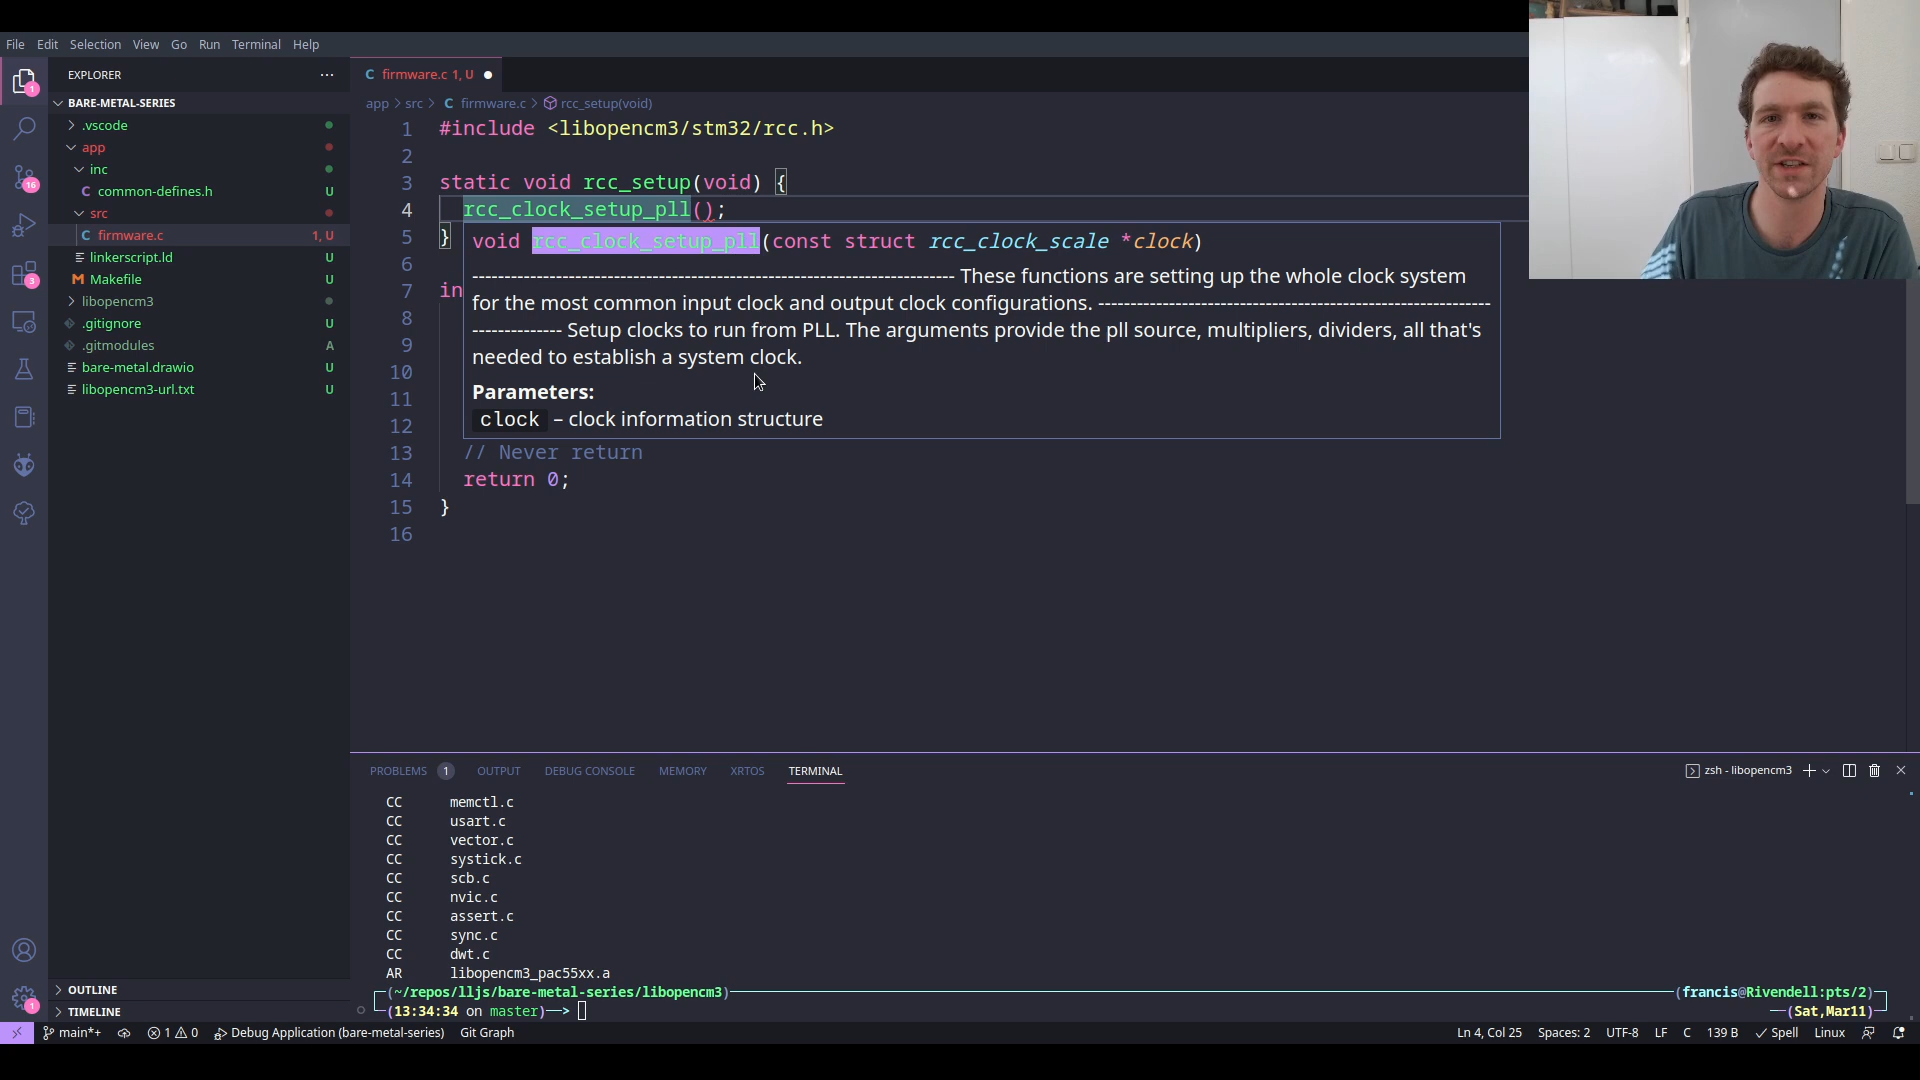 File Edit Selection View Go Run Terminal Help
EXPLORER ···
BARE-METAL-SERIES
.vscode
app
inc
C common-defines.h U
src
C firmware.c 1, U
linkerscript.ld U
M Makefile U
libopencm3
.gitignore U
.gitmodules A
bare-metal.drawio U
libopencm3-url.txt U
OUTLINE
TIMELINE
1
16
3
1
C firmware.c 1, U ●
app > src > C firmware.c > rcc_setup(void)
1 #include <libopencm3/stm32/rcc.h>
2
3 static void rcc_setup(void) {
4 rcc_clock_setup_pll();
5 }
6
7 in
8
9
10
11
12
13 // Never return
14 return 0;
15 }
16
void rcc_clock_setup_pll(const struct rcc_clock_scale *clock)
--------------------------------------------------------------------------- These functions are setting up the whole clock system
for the most common input clock and output clock configurations. -------------------------------------------------------------
-------------- Setup clocks to run from PLL. The arguments provide the pll source, multipliers, dividers, all that's
needed to establish a system clock.
Parameters:
clock – clock information structure
PROBLEMS 1 OUTPUT DEBUG CONSOLE MEMORY XRTOS TERMINAL
zsh - libopencm3
CC memctl.c
CC usart.c
CC vector.c
CC systick.c
CC scb.c
CC nvic.c
CC assert.c
CC sync.c
CC dwt.c
AR libopencm3_pac55xx.a
(~/repos/lljs/bare-metal-series/libopencm3) (francis@Rivendell:pts/2)
(13:34:34 on master)—> (Sat,Mar11)
main*+ 1 0 Debug Application (bare-metal-series) Git Graph
Ln 4, Col 25 Spaces: 2 UTF-8 LF C 139 B Spell Linux